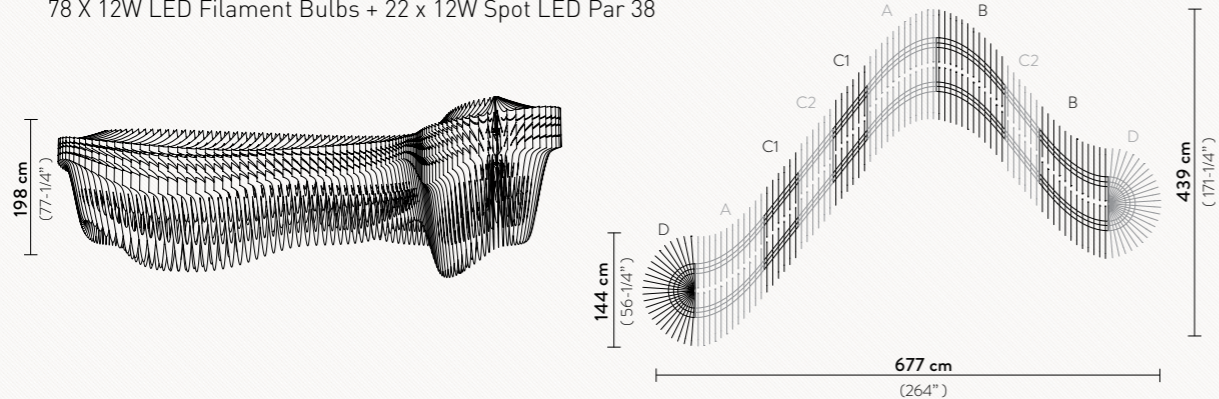 78 X 12W LED Filament Bulbs + 22 x 12W Spot LED Par 38
198 cm
(77-1/4”)
A
B
C1
C2
C2
B
C1
D
A
D
144 cm
( 56-1/4” )
439 cm
( 171-1/4” )
677 cm
(264” )